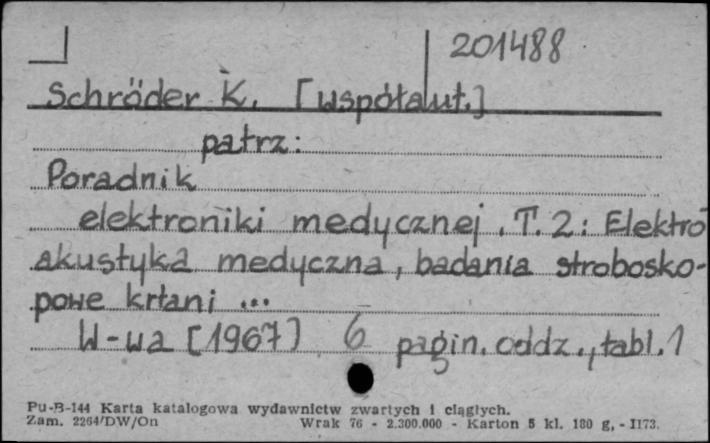 201488
Schröder K. [współaut.]
patrz:
Poradnik
elektroniki medycznej. T. 2: Elektro
akustyka medyczna, badania strobosko-
powe krtani ...
W-wa [1967] 6 pagin. oddz., tabl. 1
Pu-B-144 Karta katalogowa wydawnictw zwartych i ciągłych.
Zam. 2264/DW/On Wrak 76 - 2.300.000 - Karton 5 kl. 180 g, - II73.